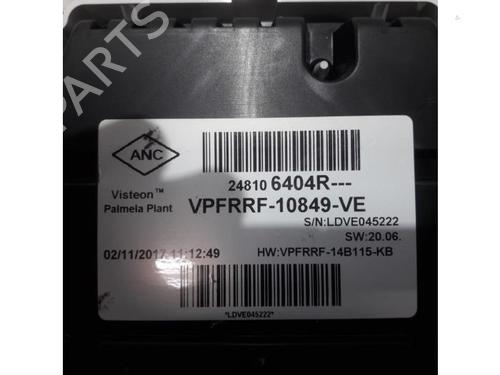 ANC
24810 6404R---
Visteon™
Palmela Plant
VPFRRF-10849-VE
S/N:LDVE045222
SW:20.06.
02/11/2017 11:12:49
HW:VPFRRF-14B115-KB
*LDVE045222*
B-Parts